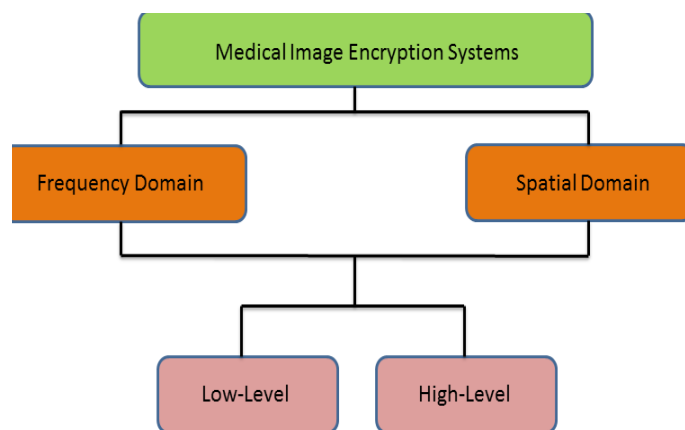 Medical Image Encryption Systems
Frequency Domain
Spatial Domain
Low-Level
High-Level